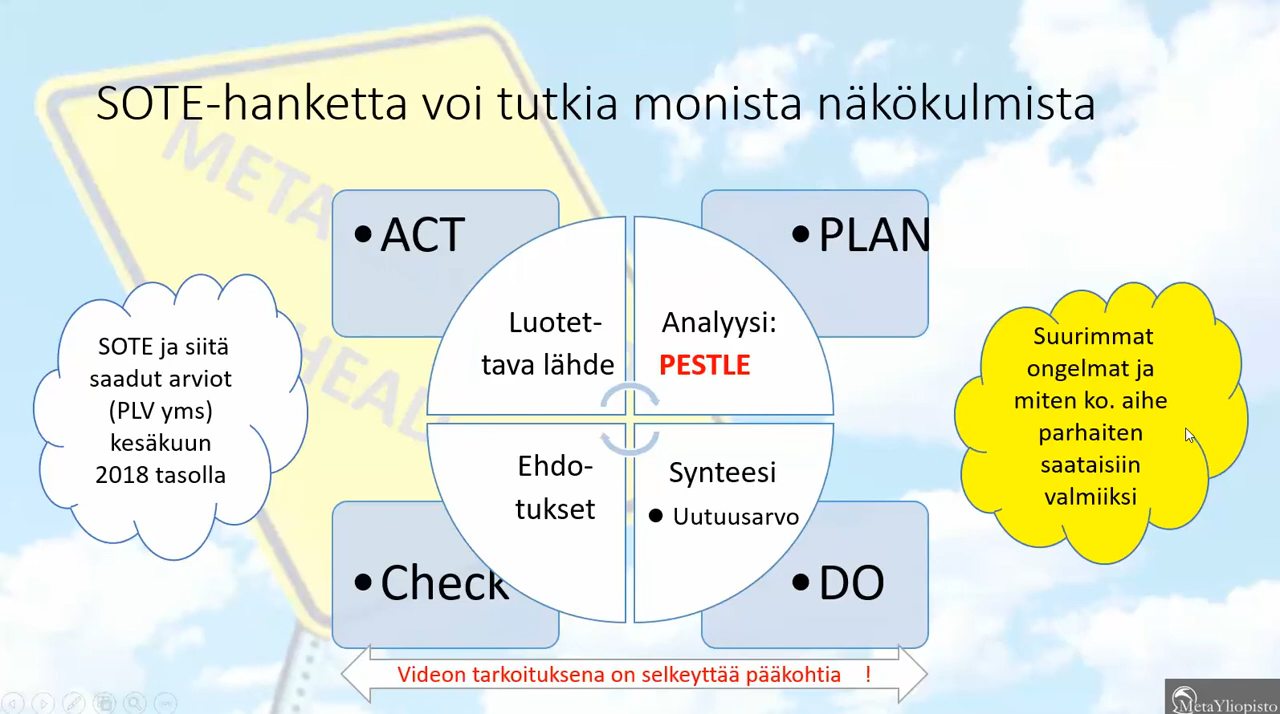 SOTE-hanketta voi tutkia monista näkökulmista
META
AHEAD
•ACT
•PLAN
Luotet-
tava lähde
Analyysi:
PESTLE
SOTE ja siitä
saadut arviot
(PLV yms)
kesäkuun
2018 tasolla
Suurimmat
ongelmat ja
miten ko. aihe
parhaiten
saataisiin
valmiiksi
Ehdo-
tukset
Synteesi
● Uutuusarvo
•Check
•DO
Videon tarkoituksena on selkeyttää pääkohtia !
MetaYliopisto